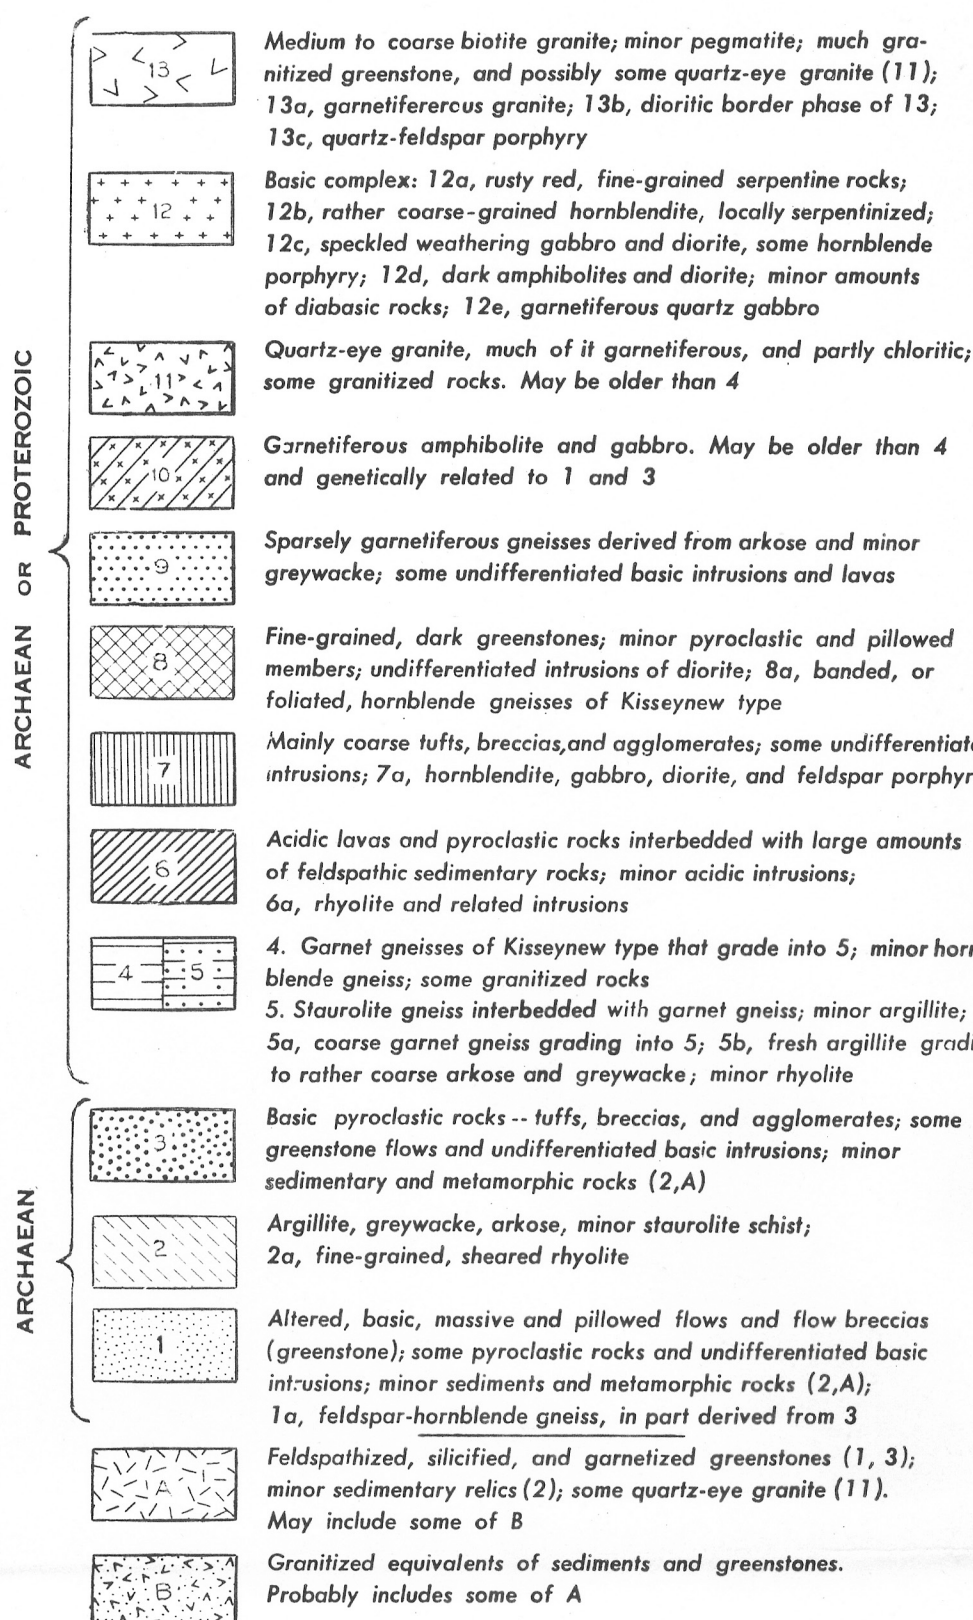 ARCHAEAN OR PROTEROZOIC
13
Medium to coarse biotite granite; minor pegmatite; much gra-
nitized greenstone, and possibly some quartz-eye granite (11);
13a, garnetifererous granite; 13b, dioritic border phase of 13;
13c, quartz-feldspar porphyry
12
Basic complex: 12a, rusty red, fine-grained serpentine rocks;
12b, rather coarse-grained hornblendite, locally serpentinized;
12c, speckled weathering gabbro and diorite, some hornblende
porphyry; 12d, dark amphibolites and diorite; minor amounts
of diabasic rocks; 12e, garnetiferous quartz gabbro
11
Quartz-eye granite, much of it garnetiferous, and partly chloritic;
some granitized rocks. May be older than 4
10
Garnetiferous amphibolite and gabbro. May be older than 4
and genetically related to 1 and 3
9
Sparsely garnetiferous gneisses derived from arkose and minor
greywacke; some undifferentiated basic intrusions and lavas
8
Fine-grained, dark greenstones; minor pyroclastic and pillowed
members; undifferentiated intrusions of diorite; 8a, banded, or
foliated, hornblende gneisses of Kisseynew type
7
Mainly coarse tuffs, breccias, and agglomerates; some undifferentiate
intrusions; 7a, hornblendite, gabbro, diorite, and feldspar porphyr
6
Acidic lavas and pyroclastic rocks interbedded with large amounts
of feldspathic sedimentary rocks; minor acidic intrusions;
6a, rhyolite and related intrusions
4 5
4. Garnet gneisses of Kisseynew type that grade into 5; minor horn
blende gneiss; some granitized rocks
5. Staurolite gneiss interbedded with garnet gneiss; minor argillite;
5a, coarse garnet gneiss grading into 5; 5b, fresh argillite gradi
to rather coarse arkose and greywacke; minor rhyolite
ARCHAEAN
3
Basic pyroclastic rocks -- tuffs, breccias, and agglomerates; some
greenstone flows and undifferentiated basic intrusions; minor
sedimentary and metamorphic rocks (2,A)
2
Argillite, greywacke, arkose, minor staurolite schist;
2a, fine-grained, sheared rhyolite
1
Altered, basic, massive and pillowed flows and flow breccias
(greenstone); some pyroclastic rocks and undifferentiated basic
intrusions; minor sediments and metamorphic rocks (2,A);
1a, feldspar-hornblende gneiss, in part derived from 3
A
Feldspathized, silicified, and garnetized greenstones (1, 3);
minor sedimentary relics (2); some quartz-eye granite (11).
May include some of B
B
Granitized equivalents of sediments and greenstones.
Probably includes some of A